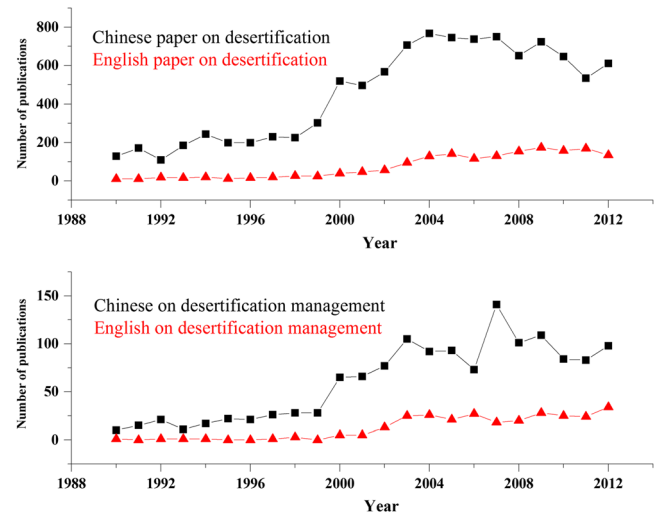 800
Chinese paper on desertification
English paper on desertification
600
400
200
0
Number of publications
1988 1992 1996 2000 2004 2008 2012
Year
150
Chinese on desertification management
English on desertification management
100
50
0
Number of publications
1988 1992 1996 2000 2004 2008 2012
Year